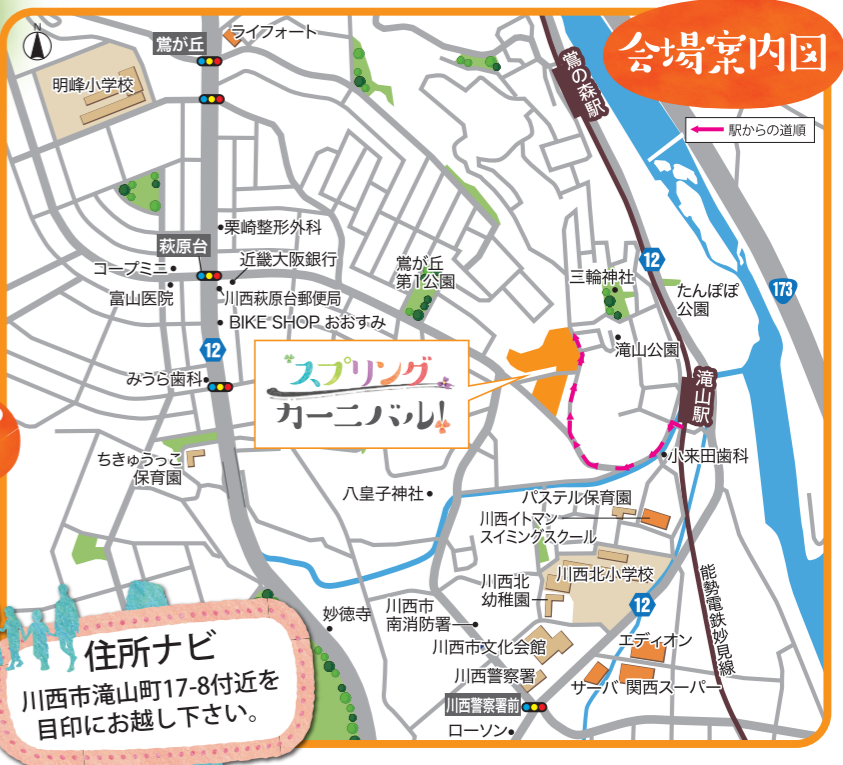 会場案内図
駅からの道順
N
ライフォート
鶯が丘
明峰小学校
鶯の森駅
栗崎整形外科
萩原台
近畿大阪銀行
コープミニ
富山医院
川西萩原台郵便局
BIKE SHOP おおすみ
鶯が丘
第1公園
三輪神社
12
たんぽぽ
公園
173
滝山公園
12
みうら歯科
スプリング
カーニバル!
滝山駅
小来田歯科
ちきゅうっこ
保育園
八皇子神社
パステル保育園
川西イトマン
スイミングスクール
川西北小学校
川西北
幼稚園
能勢電鉄妙見線
12
妙徳寺
川西市
南消防署
川西市文化会館
エディオン
川西警察署
サーバ
関西スーパー
川西警察署前
ローソン
住所ナビ
川西市滝山町17-8付近を
目印にお越し下さい。